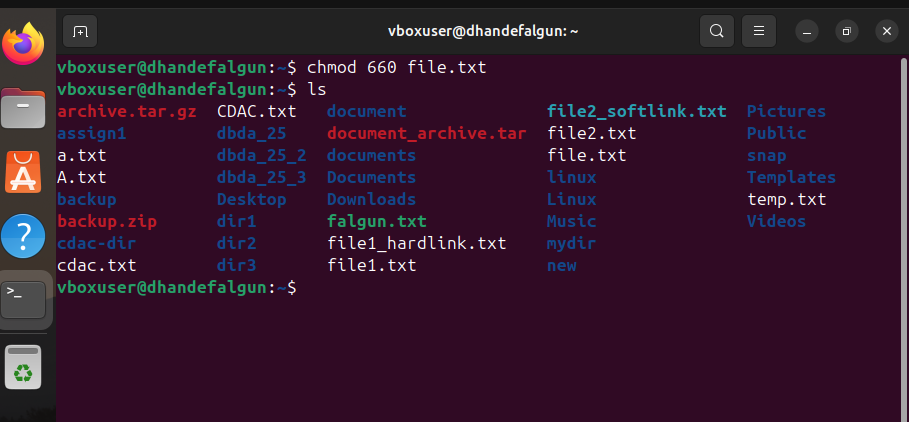 vboxuser@dhandefalgun: ~
vboxuser@dhandefalgun:~$ chmod 660 file.txt
vboxuser@dhandefalgun:~$ ls
archive.tar.gz CDAC.txt document file2_softlink.txt Pictures
assign1 dbda_25 document_archive.tar file2.txt Public
a.txt dbda_25_2 documents file.txt snap
A.txt dbda_25_3 Documents linux Templates
backup Desktop Downloads Linux temp.txt
backup.zip dir1 falgun.txt Music Videos
cdac-dir dir2 file1_hardlink.txt mydir
cdac.txt dir3 file1.txt new
vboxuser@dhandefalgun:~$